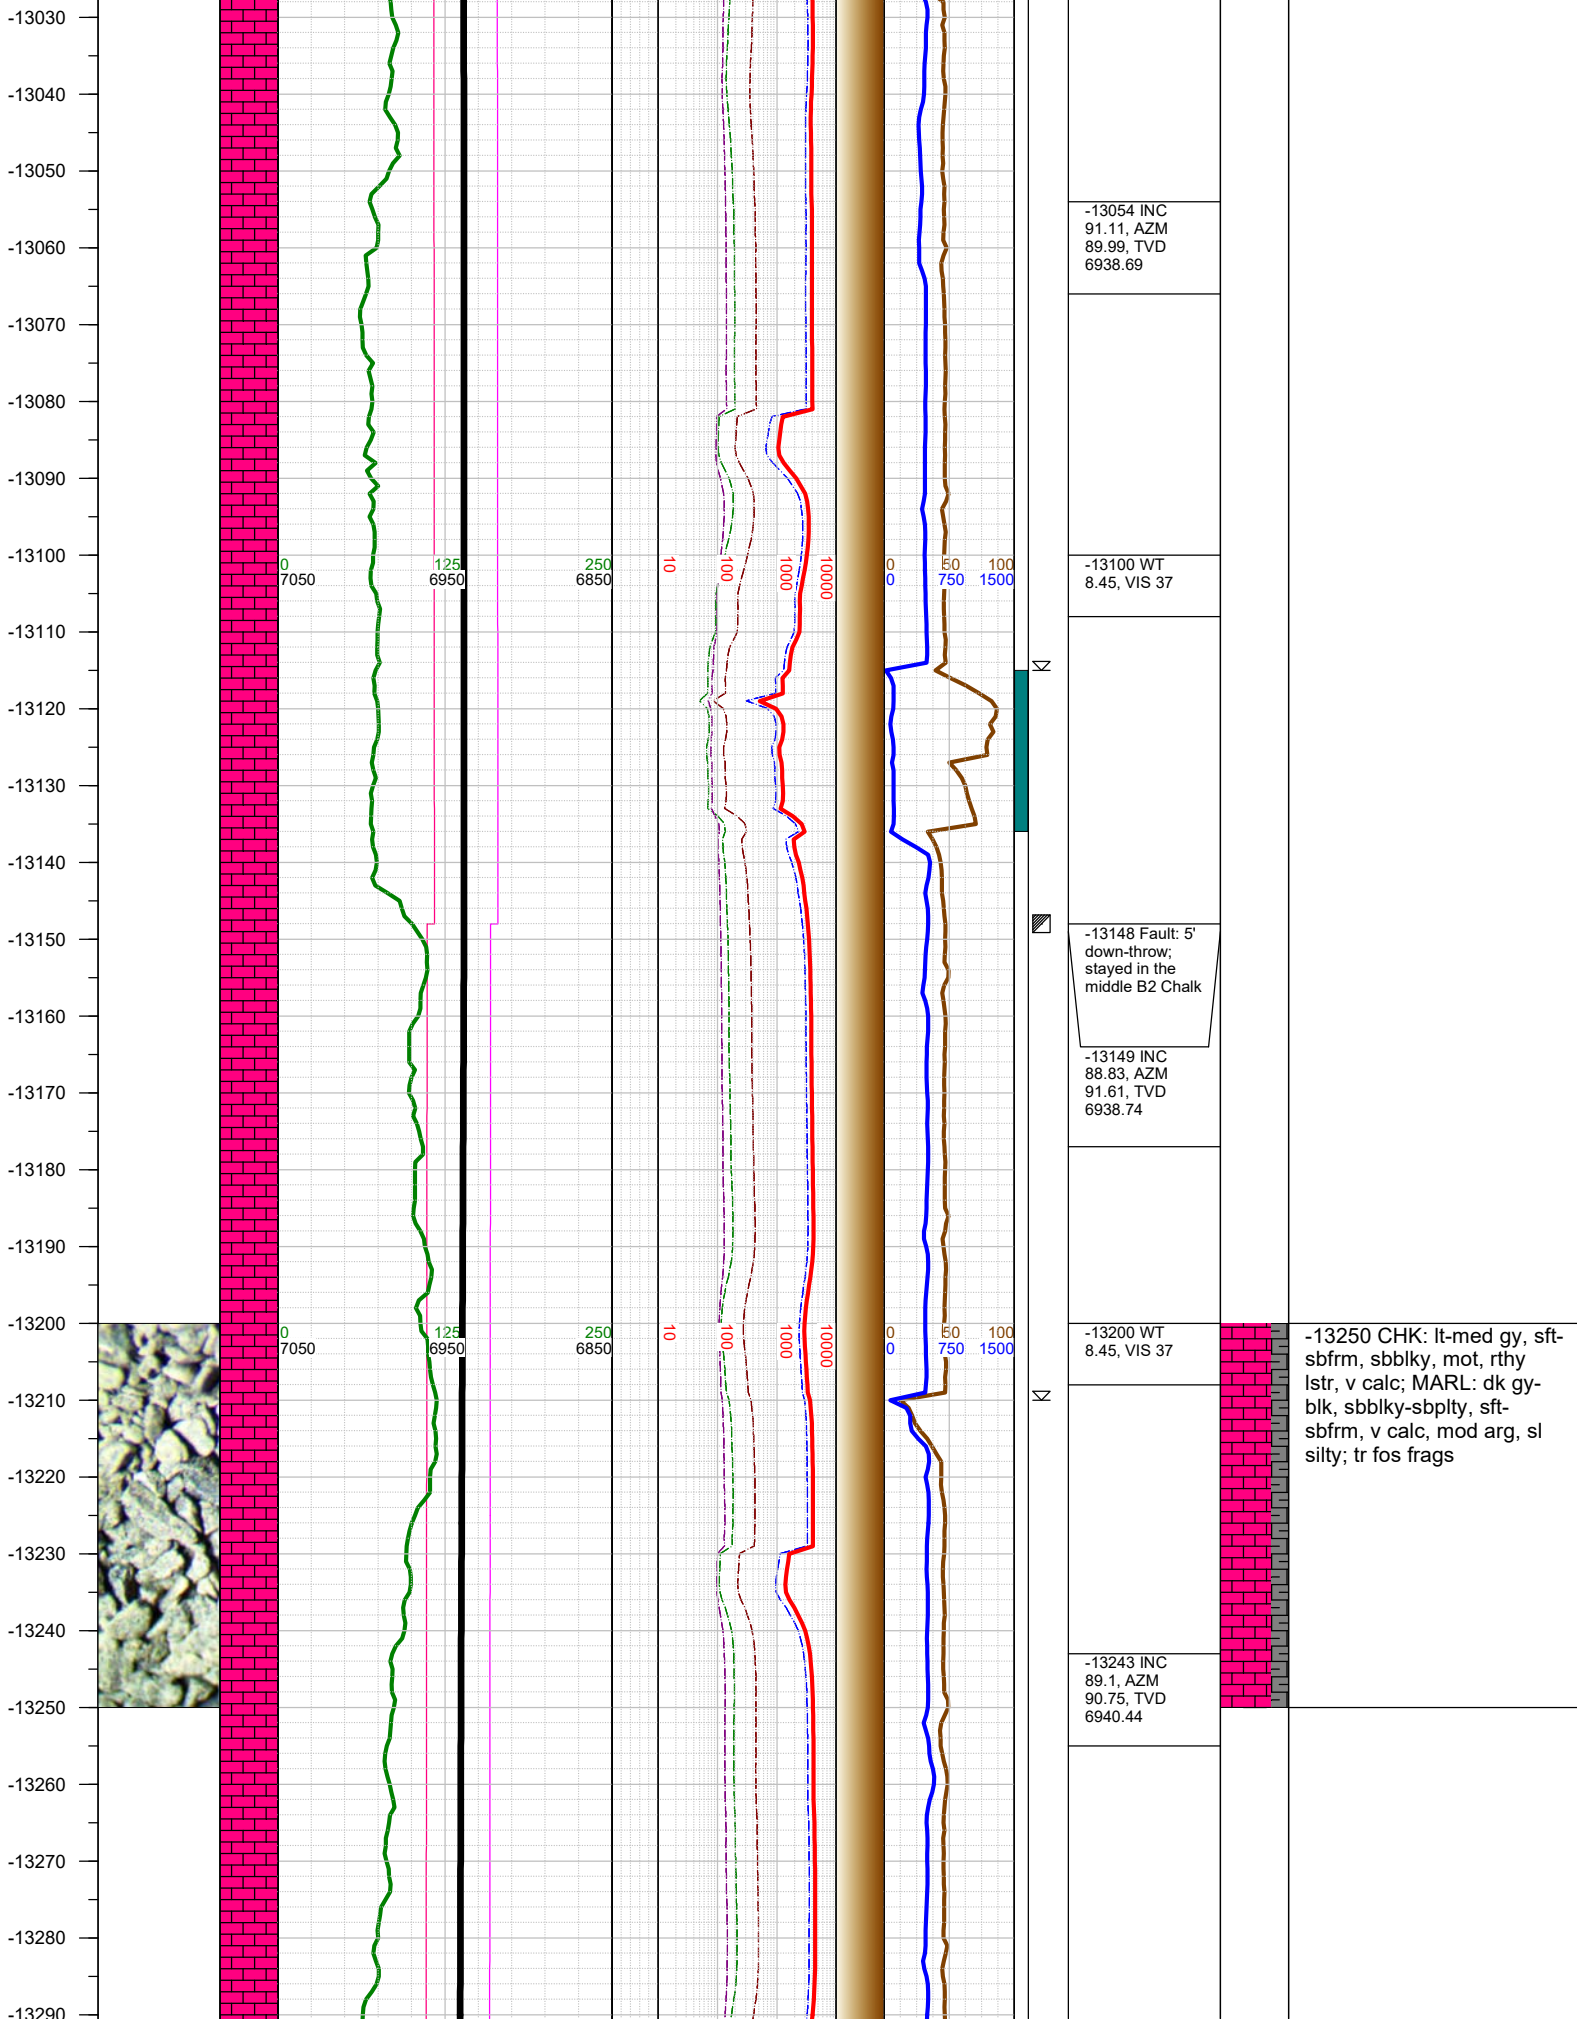 -13030
-13040
-13050
-13060
-13070
-13080
-13090
-13100
-13110
-13120
-13130
-13140
-13150
-13160
-13170
-13180
-13190
-13200
-13210
-13220
-13230
-13240
-13250
-13260
-13270
-13280
-13290
0 125 250
7050 6950 6850
10 100 1000 10000
0 50 100
0 750 1500
0 125 250
7050 6950 6850
10 100 1000 10000
0 50 100
0 750 1500
-13054 INC
91.11, AZM
89.99, TVD
6938.69
-13100 WT
8.45, VIS 37
-13148 Fault: 5'
down-throw;
stayed in the
middle B2 Chalk
-13149 INC
88.83, AZM
91.61, TVD
6938.74
-13200 WT
8.45, VIS 37
-13243 INC
89.1, AZM
90.75, TVD
6940.44
-13250 CHK: lt-med gy, sft-
sbfrm, sbblky, mot, rthy
lstr, v calc; MARL: dk gy-
blk, sbblky-sbplty, sft-
sbfrm, v calc, mod arg, sl
silty; tr fos frags